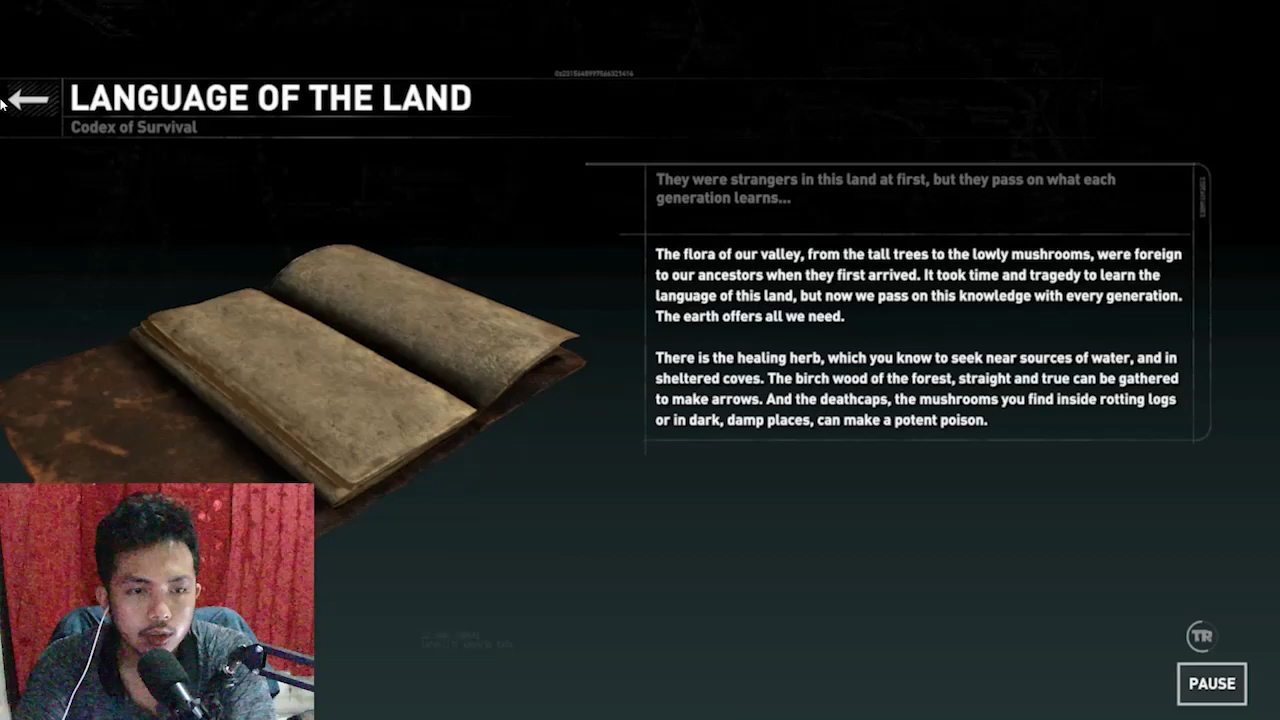 LANGUAGE OF THE LAND
Codex of Survival
They were strangers in this land at first, but they pass on what each
generation learns...
The flora of our valley, from the tall trees to the lowly mushrooms, were foreign
to our ancestors when they first arrived. It took time and tragedy to learn the
language of this land, but now we pass on this knowledge with every generation.
The earth offers all we need.
There is the healing herb, which you know to seek near sources of water, and in
sheltered coves. The birch wood of the forest, straight and true can be gathered
to make arrows. And the deathcaps, the mushrooms you find inside rotting logs
or in dark, damp places, can make a potent poison.
TR
PAUSE